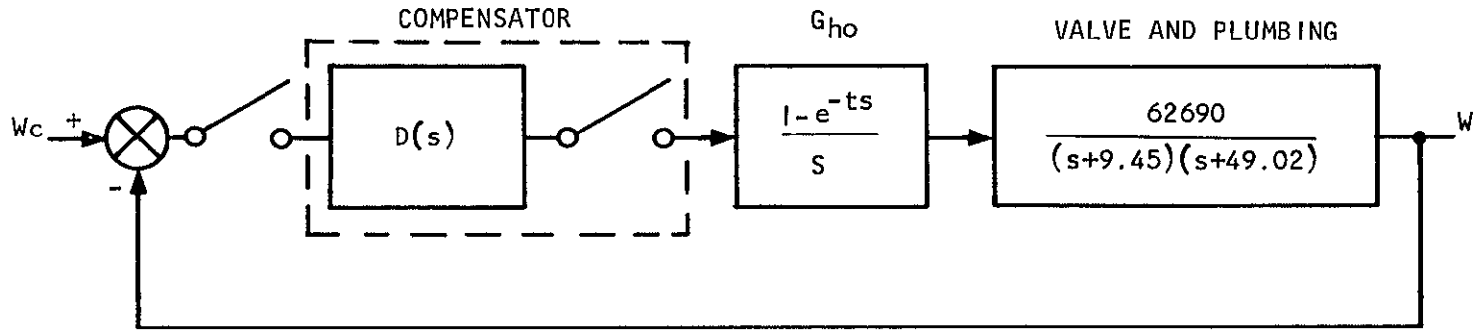 COMPENSATOR
G_ho
VALVE AND PLUMBING
Wc
+
-
D(s)
1-e^-ts
S
62690
(s+9.45)(s+49.02)
W